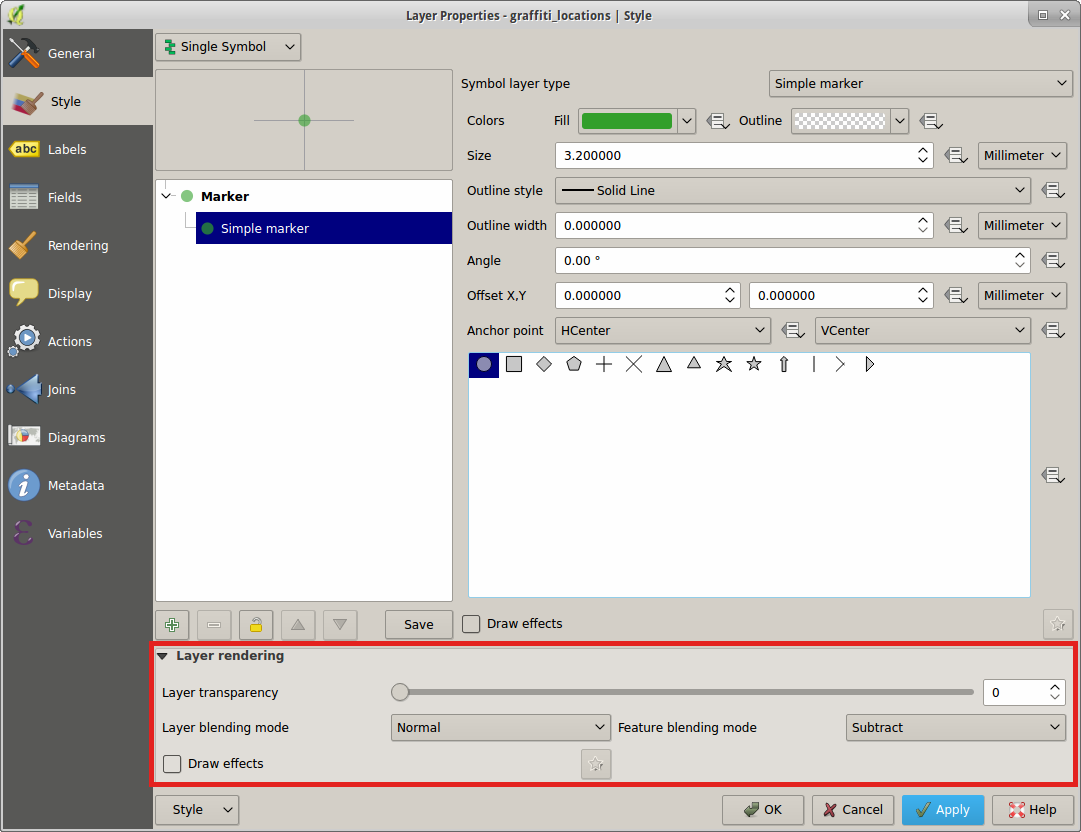 Layer Properties - graffiti_locations | Style
General
Style
Labels
Fields
Rendering
Display
Actions
Joins
Diagrams
Metadata
Variables
abc
Single Symbol
Marker
Simple marker
Save
Symbol layer type Simple marker
Colors Fill Outline
Size 3.200000 Millimeter
Outline style Solid Line
Outline width 0.000000 Millimeter
Angle 0.00 °
Offset X,Y 0.000000 0.000000 Millimeter
Anchor point HCenter VCenter
Draw effects
Layer rendering
Layer transparency 0
Layer blending mode Normal Feature blending mode Subtract
Draw effects
Style OK Cancel Apply Help